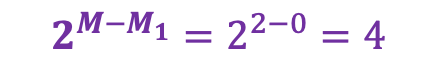 2^{M−M₁} = 2^{2−0} = 4